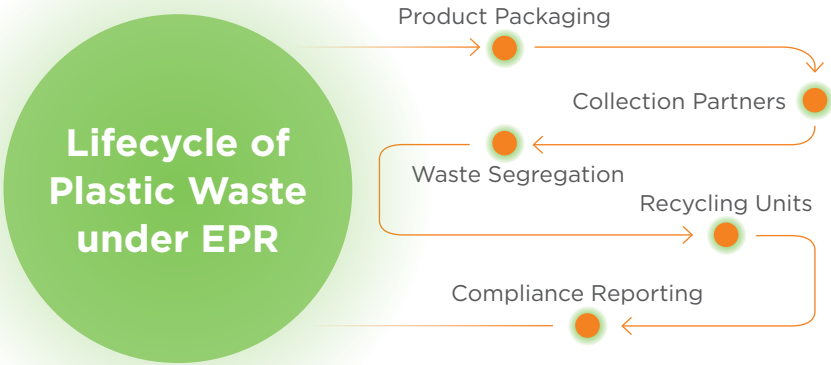 Lifecycle of
Plastic Waste
under EPR
Product Packaging
Collection Partners
Waste Segregation
Recycling Units
Compliance Reporting